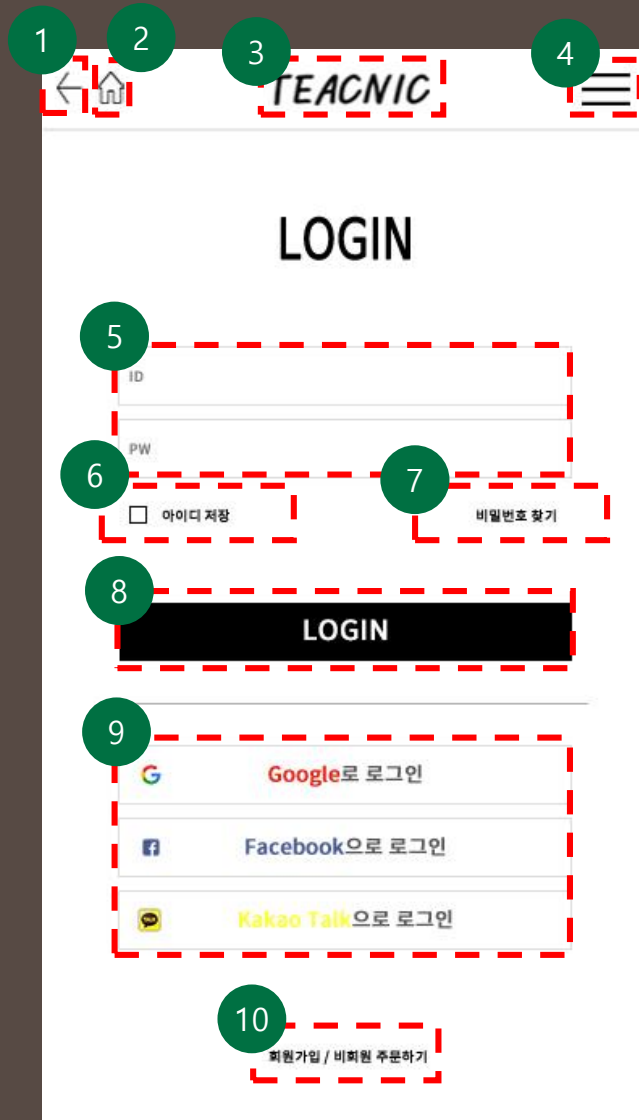 1
2
3
4
TEACNIC
LOGIN
5
ID
PW
6
7
아이디 저장
비밀번호 찾기
8
LOGIN
9
Google로 로그인
Facebook으로 로그인
TALK
Kakao Talk으로 로그인
10
회원가입 / 비회원 주문하기